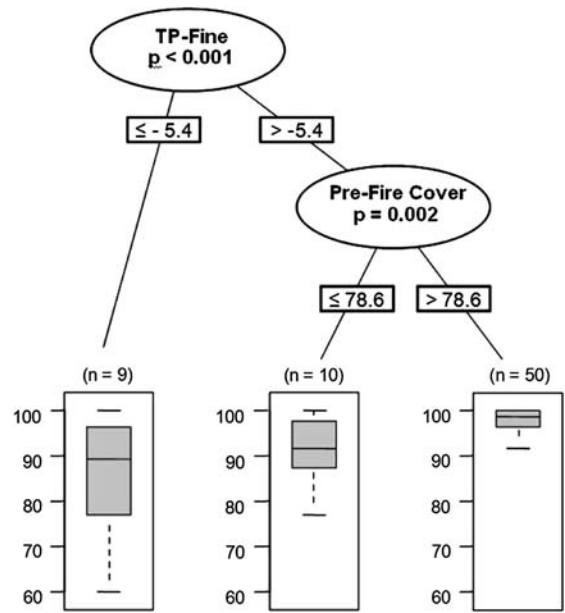 TP-Fine
p < 0.001
≤ - 5.4
> -5.4
Pre-Fire Cover
p = 0.002
≤ 78.6
> 78.6
(n = 9)
(n = 10)
(n = 50)
100
90
80
70
60
100
90
80
70
60
100
90
80
70
60